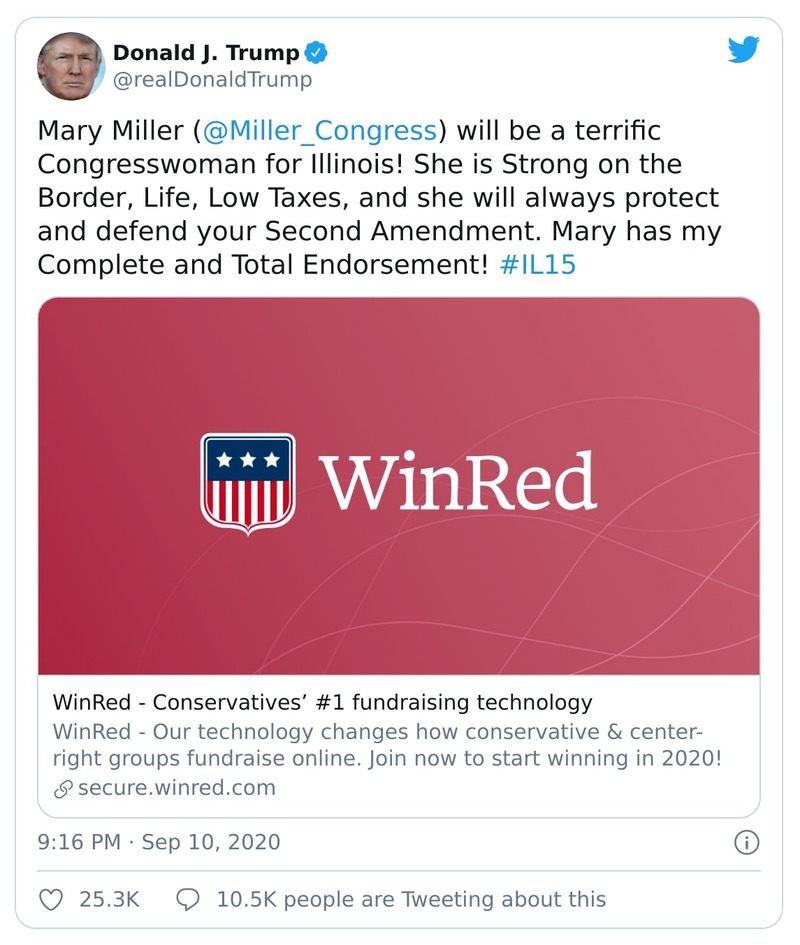 Donald J. Trump
@realDonaldTrump
Mary Miller (@Miller_Congress) will be a terrific
Congresswoman for Illinois! She is Strong on the
Border, Life, Low Taxes, and she will always protect
and defend your Second Amendment. Mary has my
Complete and Total Endorsement! #IL15
WinRed
WinRed - Conservatives’ #1 fundraising technology
WinRed - Our technology changes how conservative & center-
right groups fundraise online. Join now to start winning in 2020!
secure.winred.com
9:16 PM · Sep 10, 2020
25.3K 10.5K people are Tweeting about this